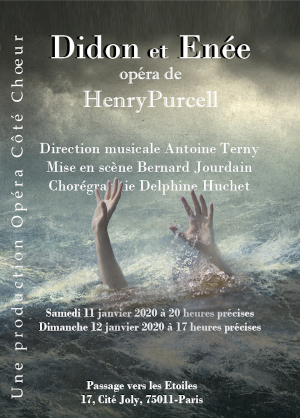 Didon et Enée
opéra de
HenryPurcell
Direction musicale Antoine Terny
Mise en scène Bernard Jourdain
Chorégraphie Delphine Huchet
Samedi 11 janvier 2020 à 20 heures précises
Dimanche 12 janvier 2020 à 17 heures précises
Passage vers les Etoiles
17, Cité Joly, 75011-Paris
Une production Opéra Côté Chœur